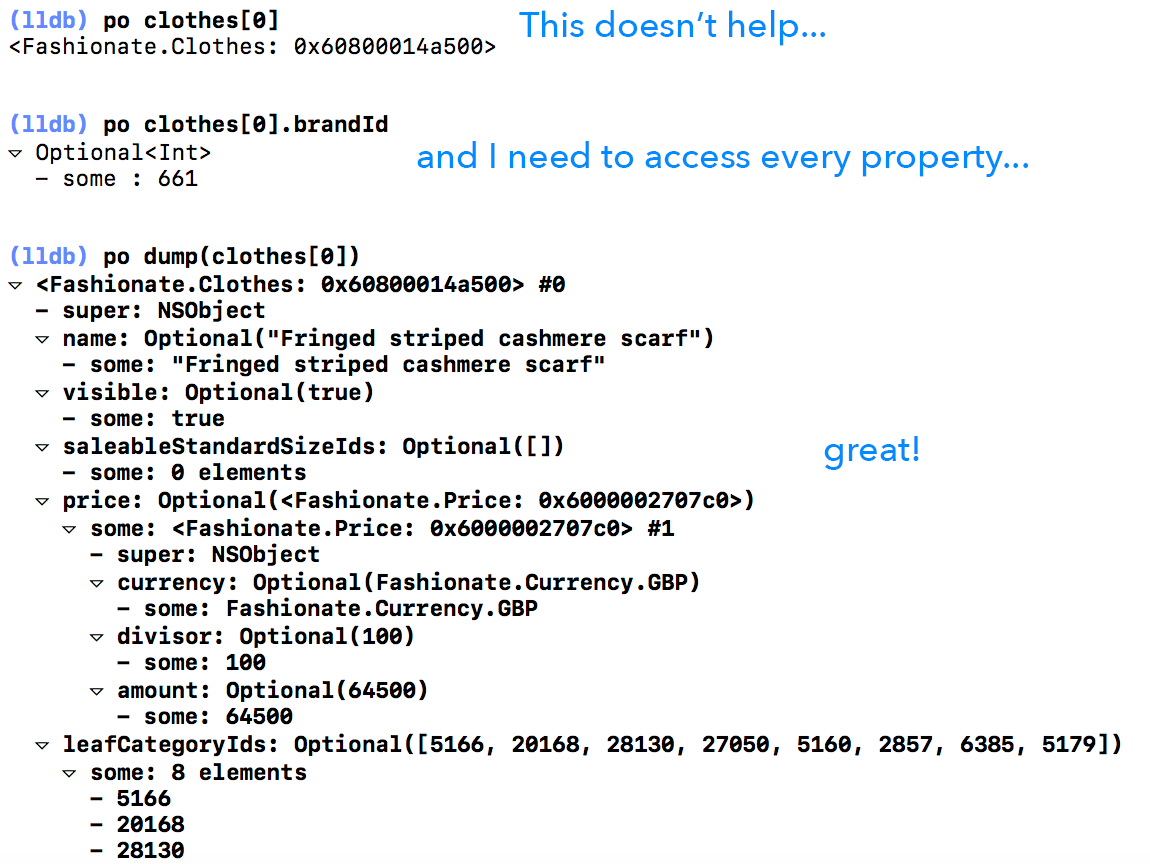 (lldb) po clothes[0]
This doesn’t help...
<Fashionate.Clothes: 0x60800014a500>
(lldb) po clothes[0].brandId
▿ Optional<Int>
and I need to access every property...
– some : 661
(lldb) po dump(clothes[0])
▿ <Fashionate.Clothes: 0x60800014a500> #0
– super: NSObject
▿ name: Optional("Fringed striped cashmere scarf")
– some: "Fringed striped cashmere scarf"
▿ visible: Optional(true)
– some: true
▿ saleableStandardSizeIds: Optional([])
great!
– some: 0 elements
▿ price: Optional(<Fashionate.Price: 0x6000002707c0>)
▿ some: <Fashionate.Price: 0x6000002707c0> #1
– super: NSObject
▿ currency: Optional(Fashionate.Currency.GBP)
– some: Fashionate.Currency.GBP
▿ divisor: Optional(100)
– some: 100
▿ amount: Optional(64500)
– some: 64500
▿ leafCategoryIds: Optional([5166, 20168, 28130, 27050, 5160, 2857, 6385, 5179])
▿ some: 8 elements
– 5166
– 20168
– 28130